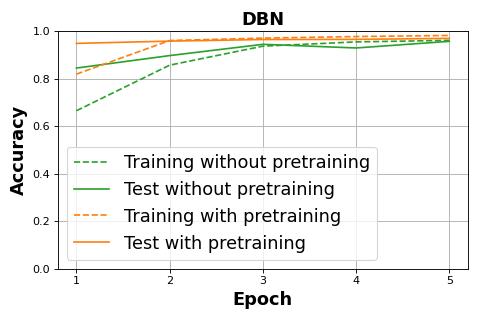 DBN
1.0
0.8
0.6
0.4
0.2
0.0
Accuracy
Training without pretraining
Test without pretraining
Training with pretraining
Test with pretraining
1 2 3 4 5
Epoch